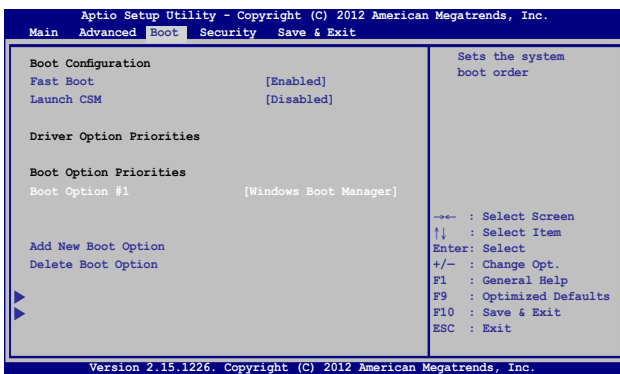 Aptio Setup Utility - Copyright (C) 2012 American Megatrends, Inc.
Main Advanced Boot Security Save & Exit
Boot Configuration
Fast Boot [Enabled]
Launch CSM [Disabled]
Driver Option Priorities
Boot Option Priorities
Boot Option #1 [Windows Boot Manager]
Add New Boot Option
Delete Boot Option
Sets the system
boot order
→← : Select Screen
↑↓ : Select Item
Enter: Select
+/— : Change Opt.
F1 : General Help
F9 : Optimized Defaults
F10 : Save & Exit
ESC : Exit
Version 2.15.1226. Copyright (C) 2012 American Megatrends, Inc.